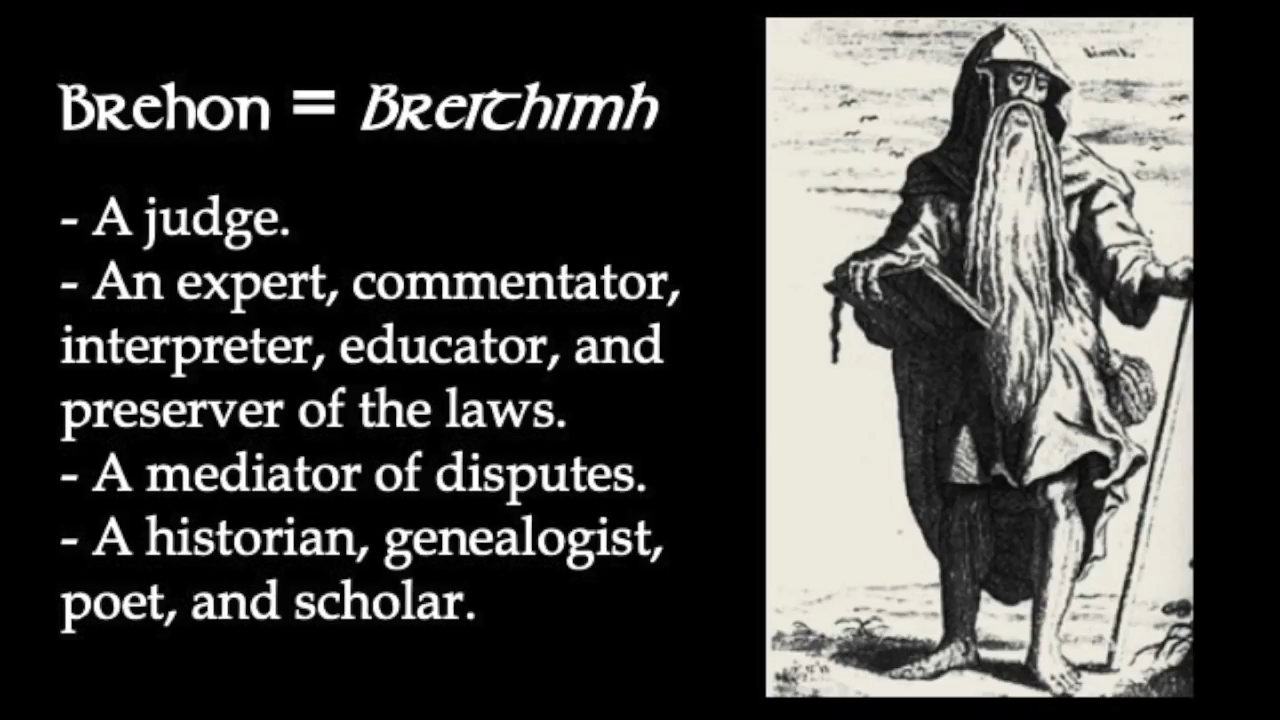 Brehon = Breitchimh
- A judge.
- An expert, commentator,
interpreter, educator, and
preserver of the laws.
- A mediator of disputes.
- A historian, genealogist,
poet, and scholar.